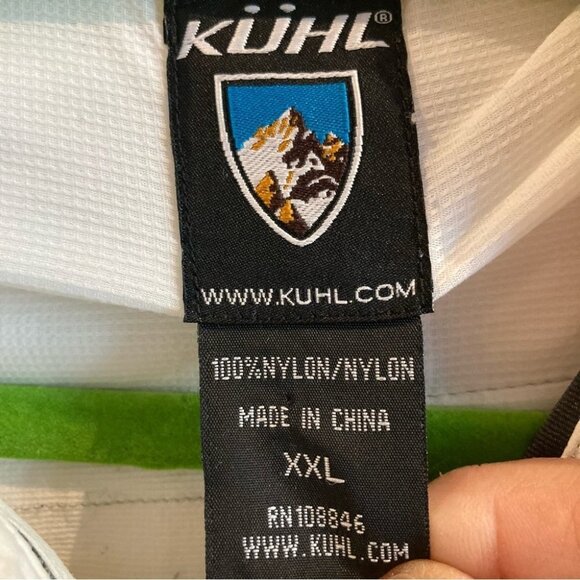 KÜHL®
WWW.KUHL.COM
100%NYLON/NYLON
MADE IN CHINA
XXL
RN108846
WWW.KUHL.COM